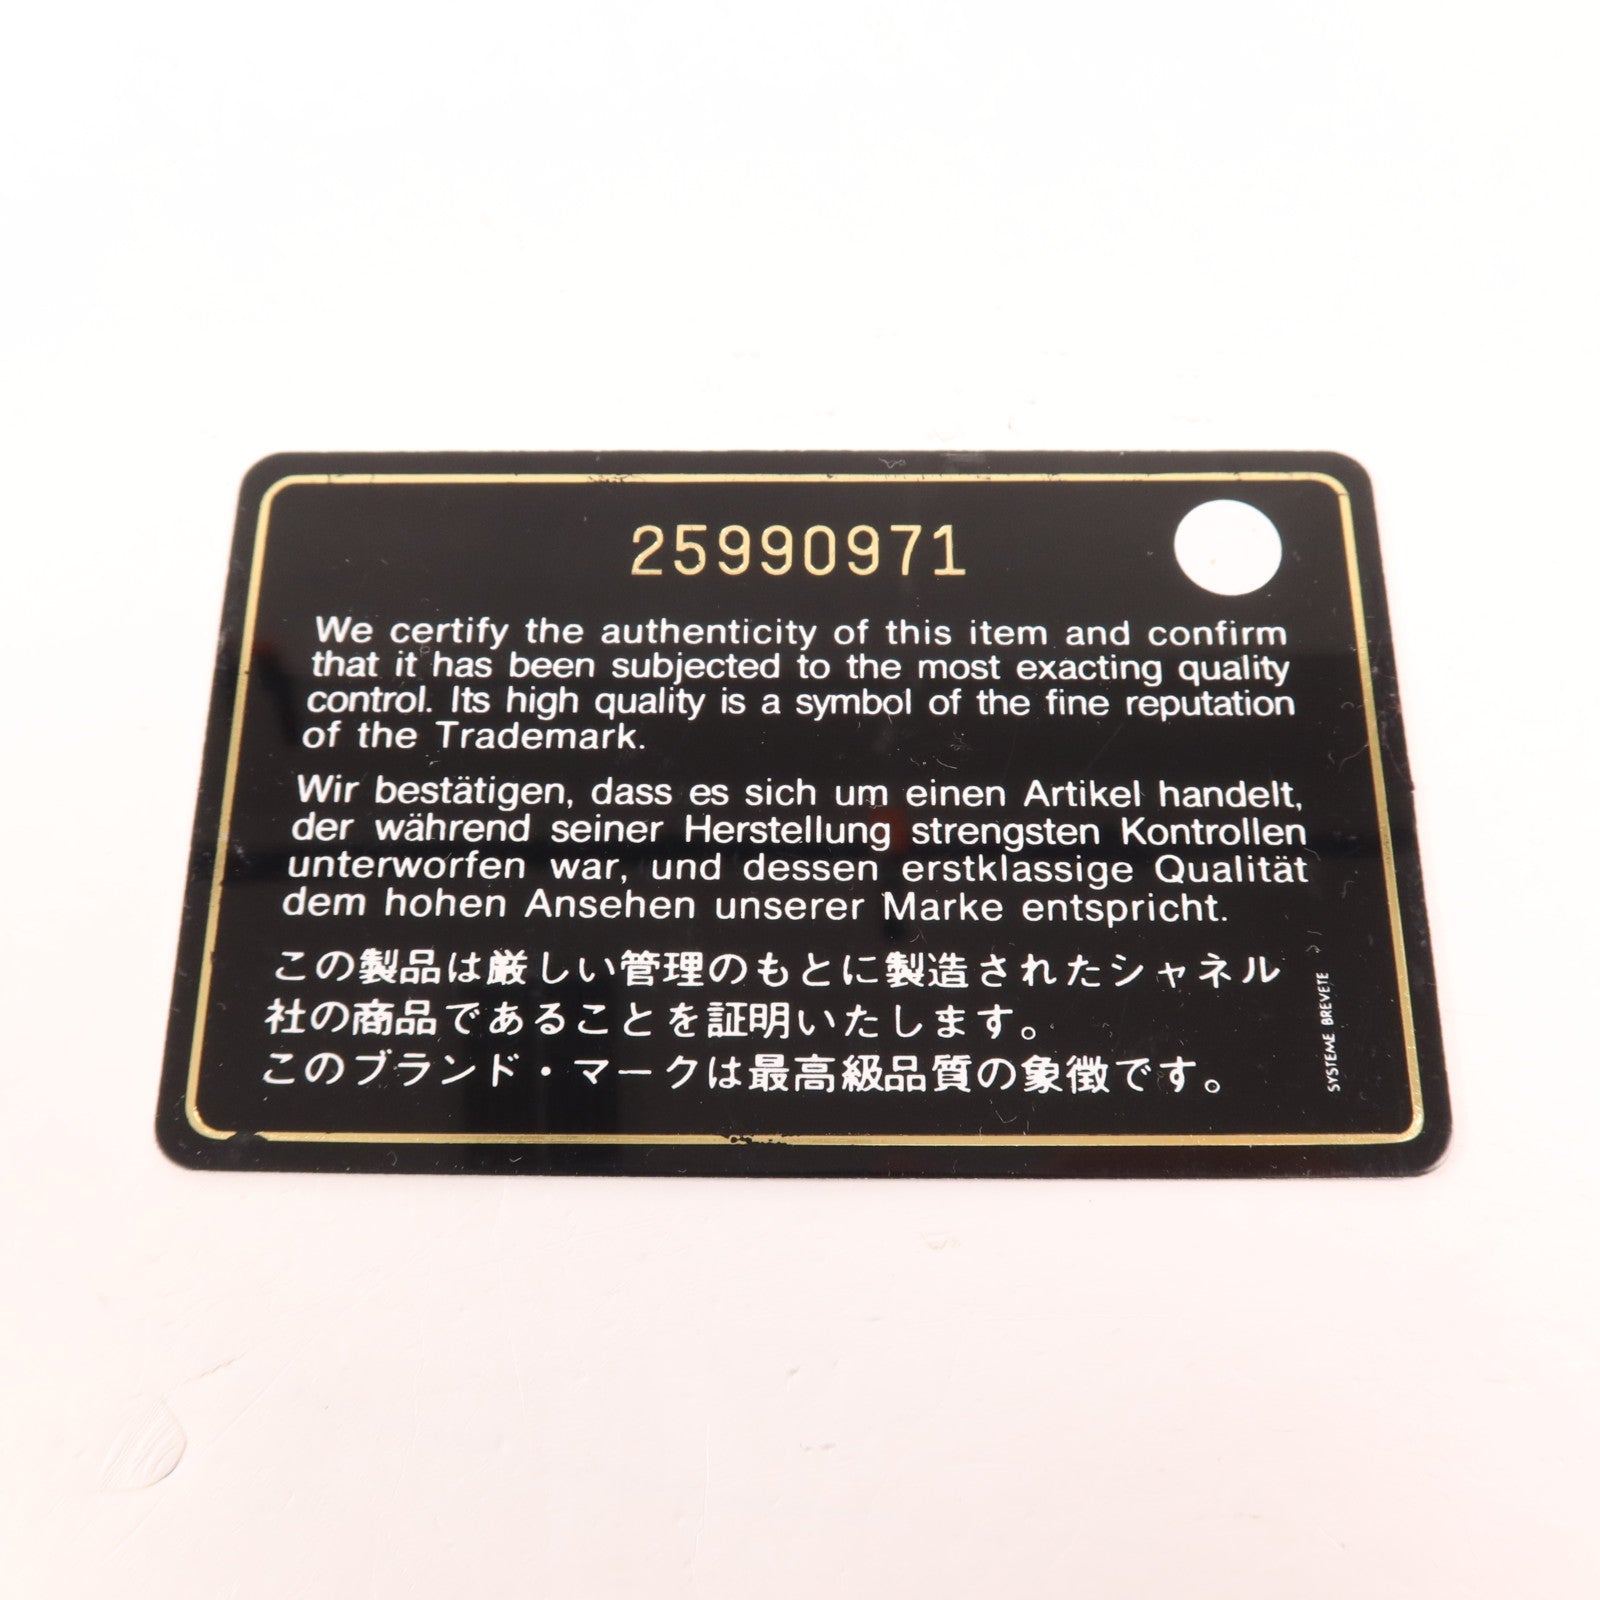 25990971
We certify the authenticity of this item and confirm
that it has been subjected to the most exacting quality
control. Its high quality is a symbol of the fine reputation
of the Trademark.
Wir bestätigen, dass es sich um einen Artikel handelt,
der während seiner Herstellung strengsten Kontrollen
unterworfen war, und dessen erstklassige Qualität
dem hohen Ansehen unserer Marke entspricht.
この製品は厳しい管理のもとに製造されたシャネル
社の商品であることを証明いたします。
このブランド・マークは最高級品質の象徴です。
SYSTEME BREVETE